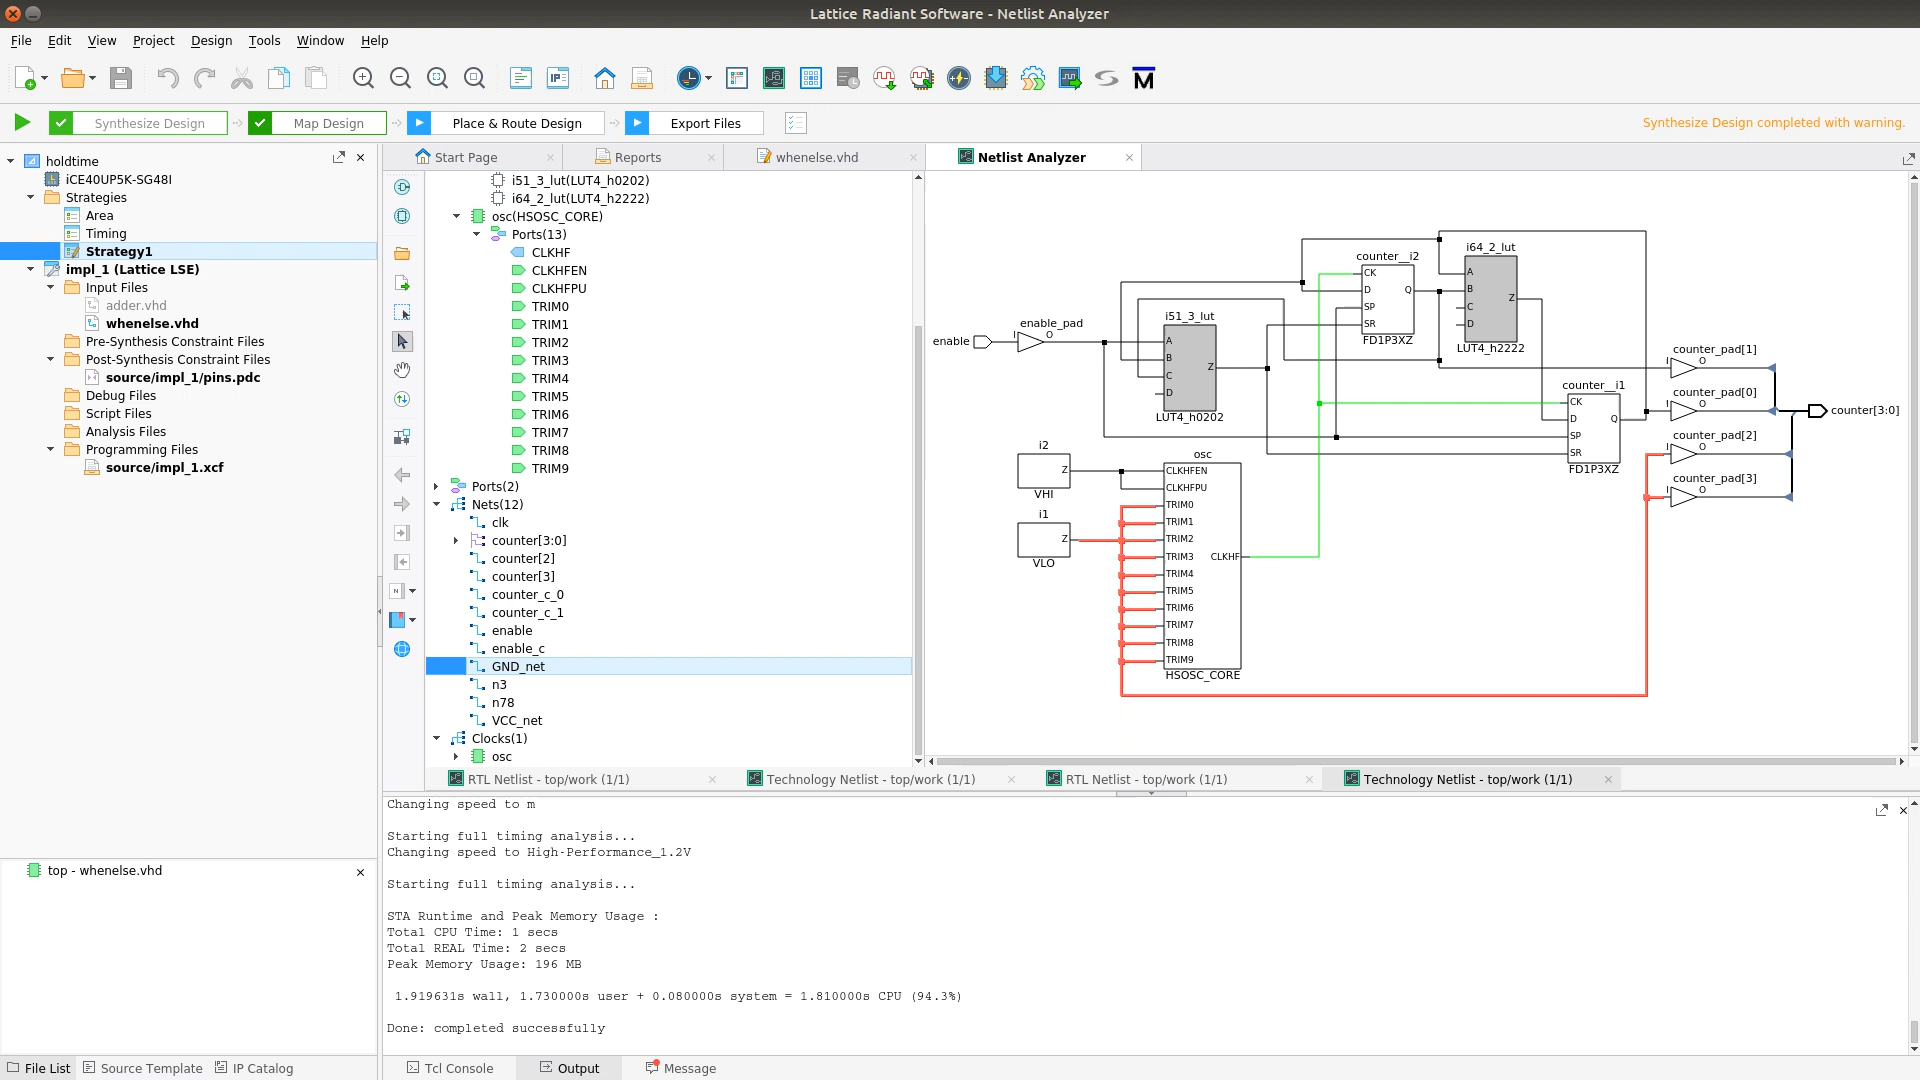 Lattice Radiant Software - Netlist Analyzer
File Edit View Project Design Tools Window Help
Synthesize Design
Map Design
Place & Route Design
Export Files
Synthesize Design completed with warning.
holdtime
iCE40UP5K-SG48I
Strategies
Area
Timing
Strategy1
impl_1 (Lattice LSE)
Input Files
adder.vhd
whenelse.vhd
Pre-Synthesis Constraint Files
Post-Synthesis Constraint Files
source/impl_1/pins.pdc
Debug Files
Script Files
Analysis Files
Programming Files
source/impl_1.xcf
top - whenelse.vhd
File List
Source Template
IP Catalog
Start Page
Reports
whenelse.vhd
Netlist Analyzer
i51_3_lut(LUT4_h0202)
i64_2_lut(LUT4_h2222)
osc(HSOSC_CORE)
Ports(13)
CLKHF
CLKHFEN
CLKHFPU
TRIM0
TRIM1
TRIM2
TRIM3
TRIM4
TRIM5
TRIM6
TRIM7
TRIM8
TRIM9
Ports(2)
Nets(12)
clk
counter[3:0]
counter[2]
counter[3]
counter_c_0
counter_c_1
enable
enable_c
GND_net
n3
n78
VCC_net
Clocks(1)
osc
enable
enable_pad
I
O
i51_3_lut
A
B
C
D
Z
LUT4_h0202
counter__i2
CK
D
SP
SR
Q
FD1P3XZ
i64_2_lut
A
B
C
D
Z
LUT4_h2222
counter__i1
CK
D
SP
SR
Q
FD1P3XZ
counter_pad[1]
I
O
counter_pad[0]
I
O
counter_pad[2]
I
O
counter_pad[3]
I
O
counter[3:0]
i2
Z
VHI
i1
Z
VLO
osc
CLKHFEN
CLKHFPU
TRIM0
TRIM1
TRIM2
TRIM3
TRIM4
TRIM5
TRIM6
TRIM7
TRIM8
TRIM9
CLKHF
HSOSC_CORE
RTL Netlist - top/work (1/1)
Technology Netlist - top/work (1/1)
RTL Netlist - top/work (1/1)
Technology Netlist - top/work (1/1)
Changing speed to m
Starting full timing analysis...
Changing speed to High-Performance_1.2V
Starting full timing analysis...
STA Runtime and Peak Memory Usage :
Total CPU Time: 1 secs
Total REAL Time: 2 secs
Peak Memory Usage: 196 MB
1.919631s wall, 1.730000s user + 0.080000s system = 1.810000s CPU (94.3%)
Done: completed successfully
Tcl Console
Output
Message